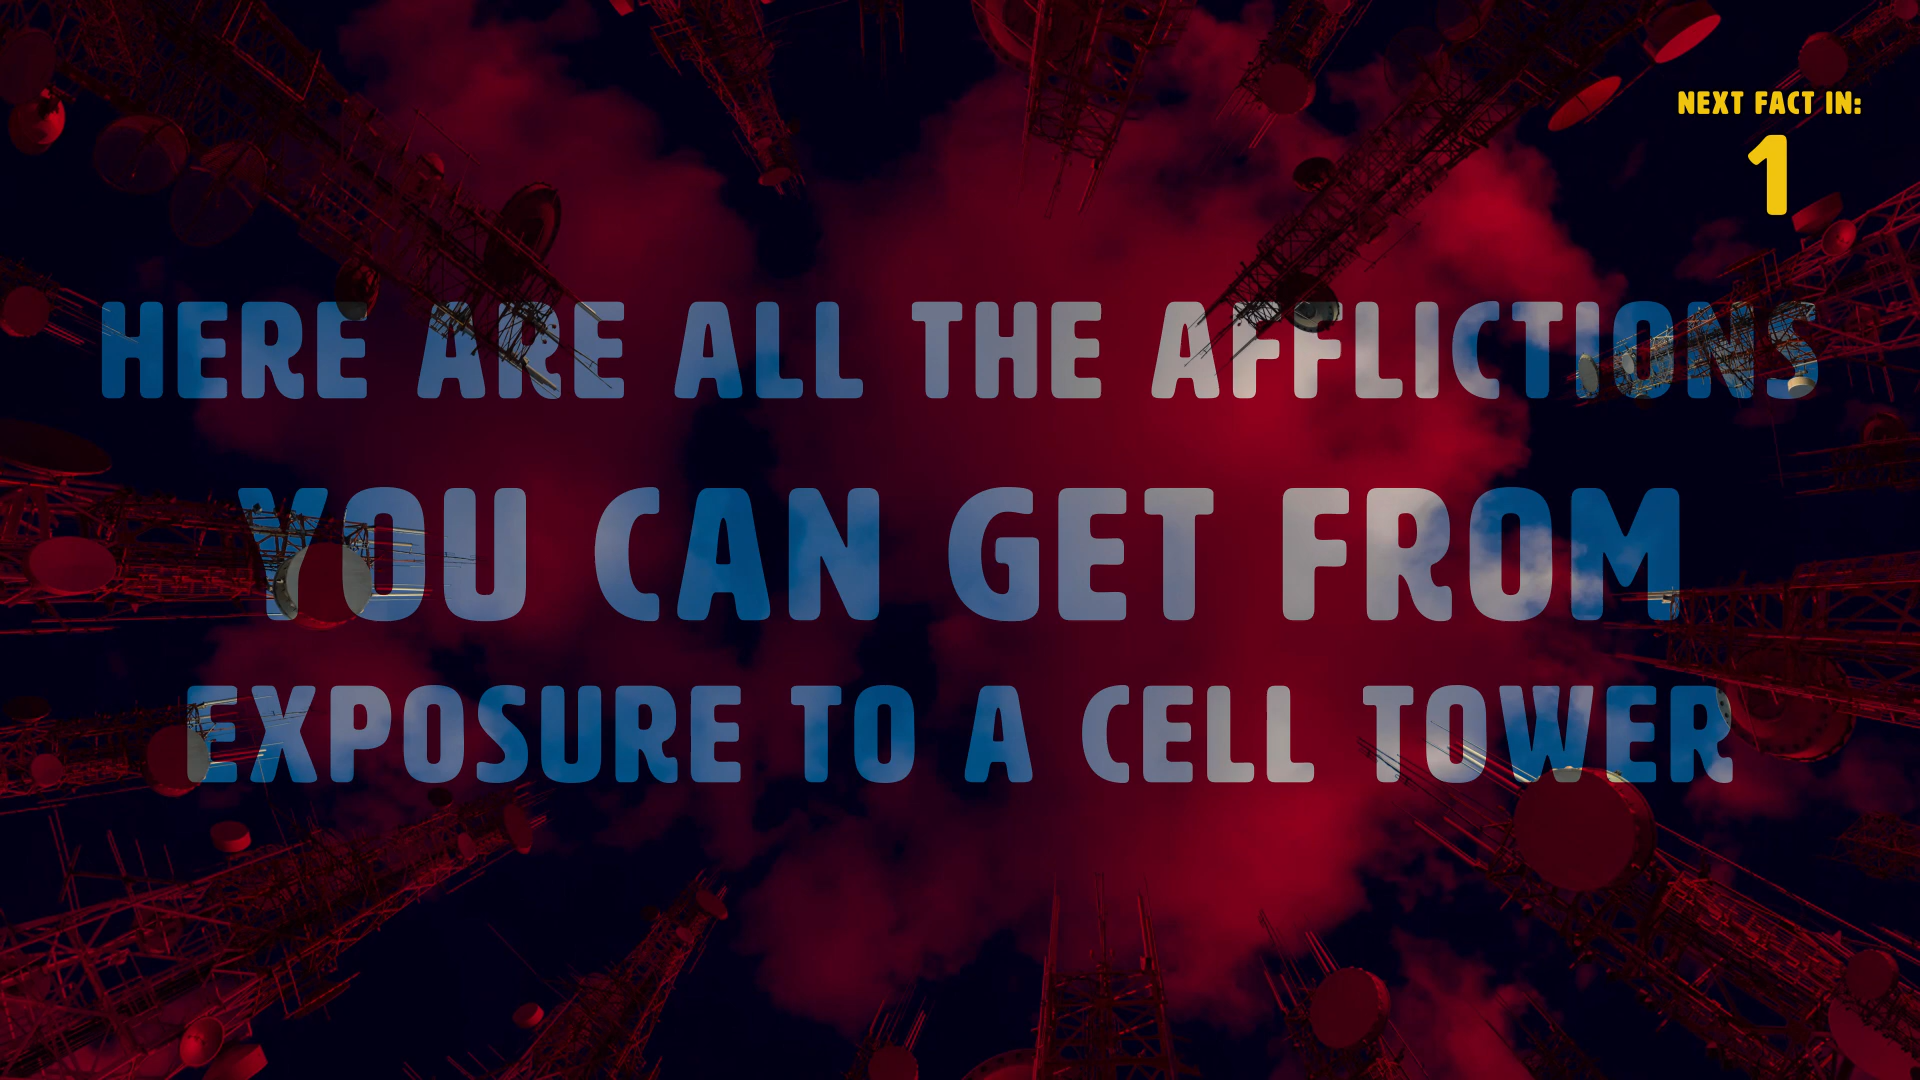 NEXT FACT IN:
1
HERE ARE ALL THE AFFLICTIONS
YOU CAN GET FROM
EXPOSURE TO A CELL TOWER